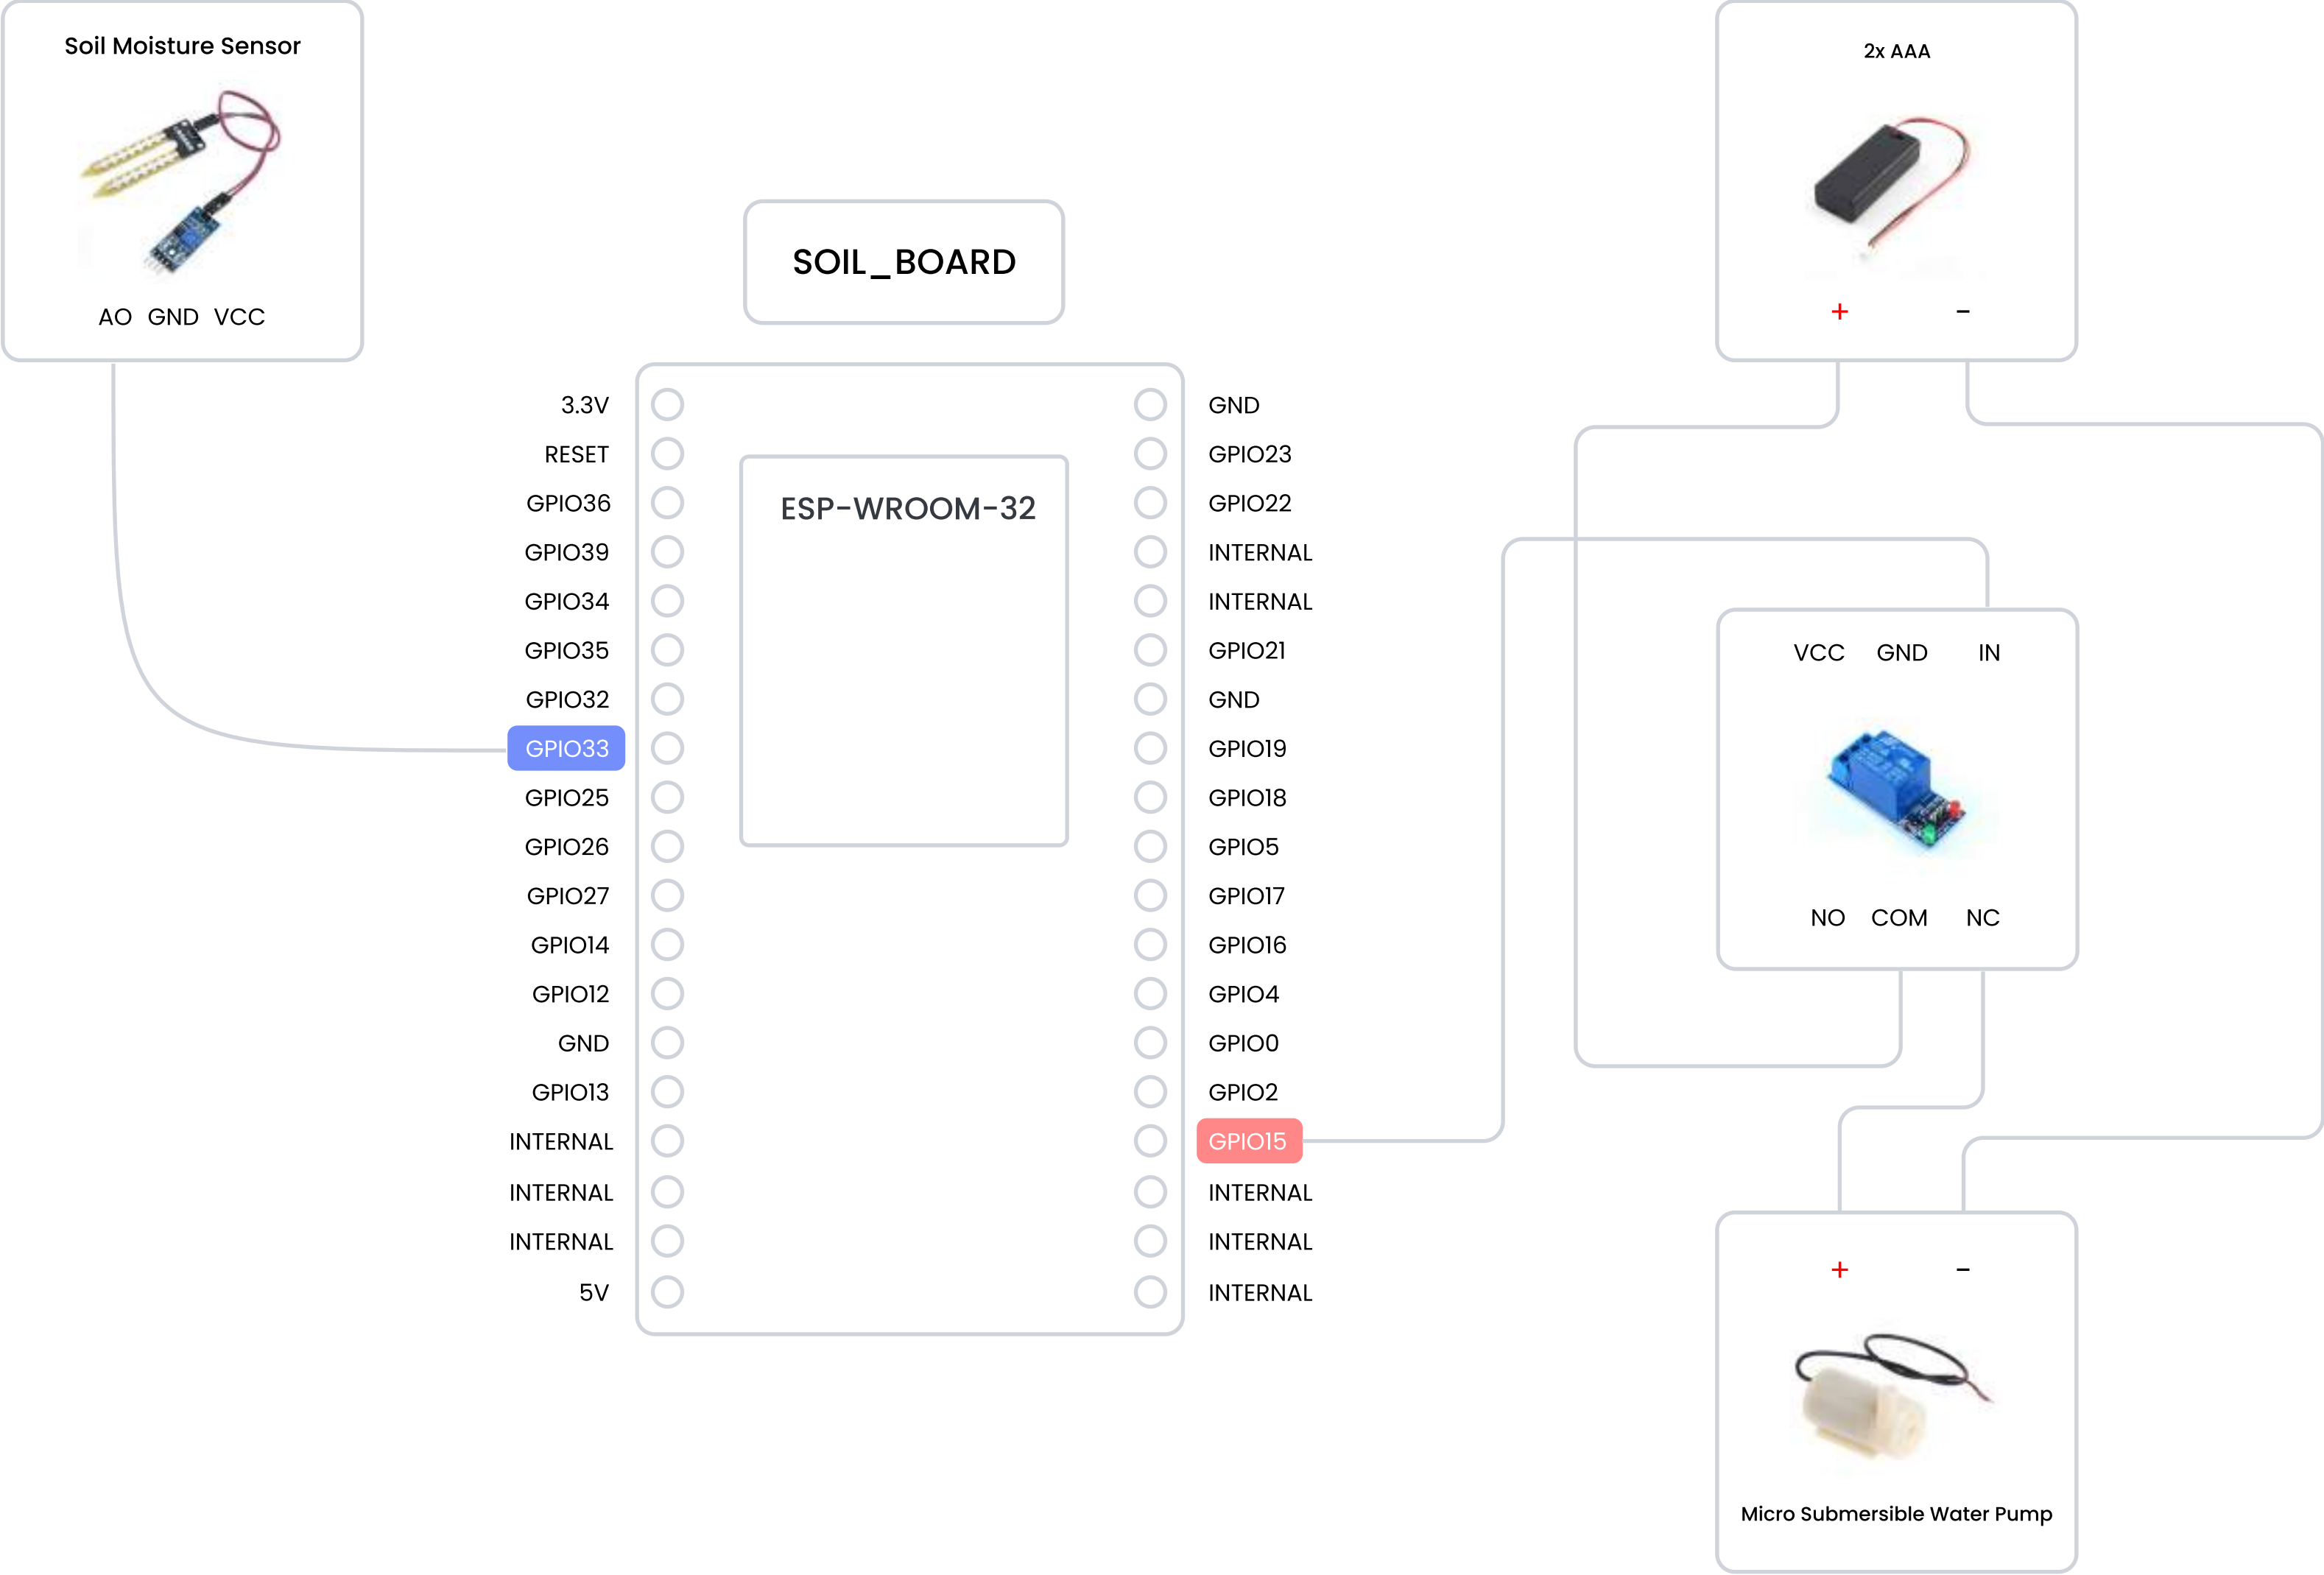 Soil Moisture Sensor
AO GND VCC
SOIL_BOARD
ESP-WROOM-32
3.3V
RESET
GPIO36
GPIO39
GPIO34
GPIO35
GPIO32
GPIO33
GPIO25
GPIO26
GPIO27
GPIO14
GPIO12
GND
GPIO13
INTERNAL
INTERNAL
INTERNAL
5V
GND
GPIO23
GPIO22
INTERNAL
INTERNAL
GPIO21
GND
GPIO19
GPIO18
GPIO5
GPIO17
GPIO16
GPIO4
GPIO0
GPIO2
GPIO15
INTERNAL
INTERNAL
INTERNAL
2x AAA
+ -
VCC GND IN
NO COM NC
+ -
Micro Submersible Water Pump